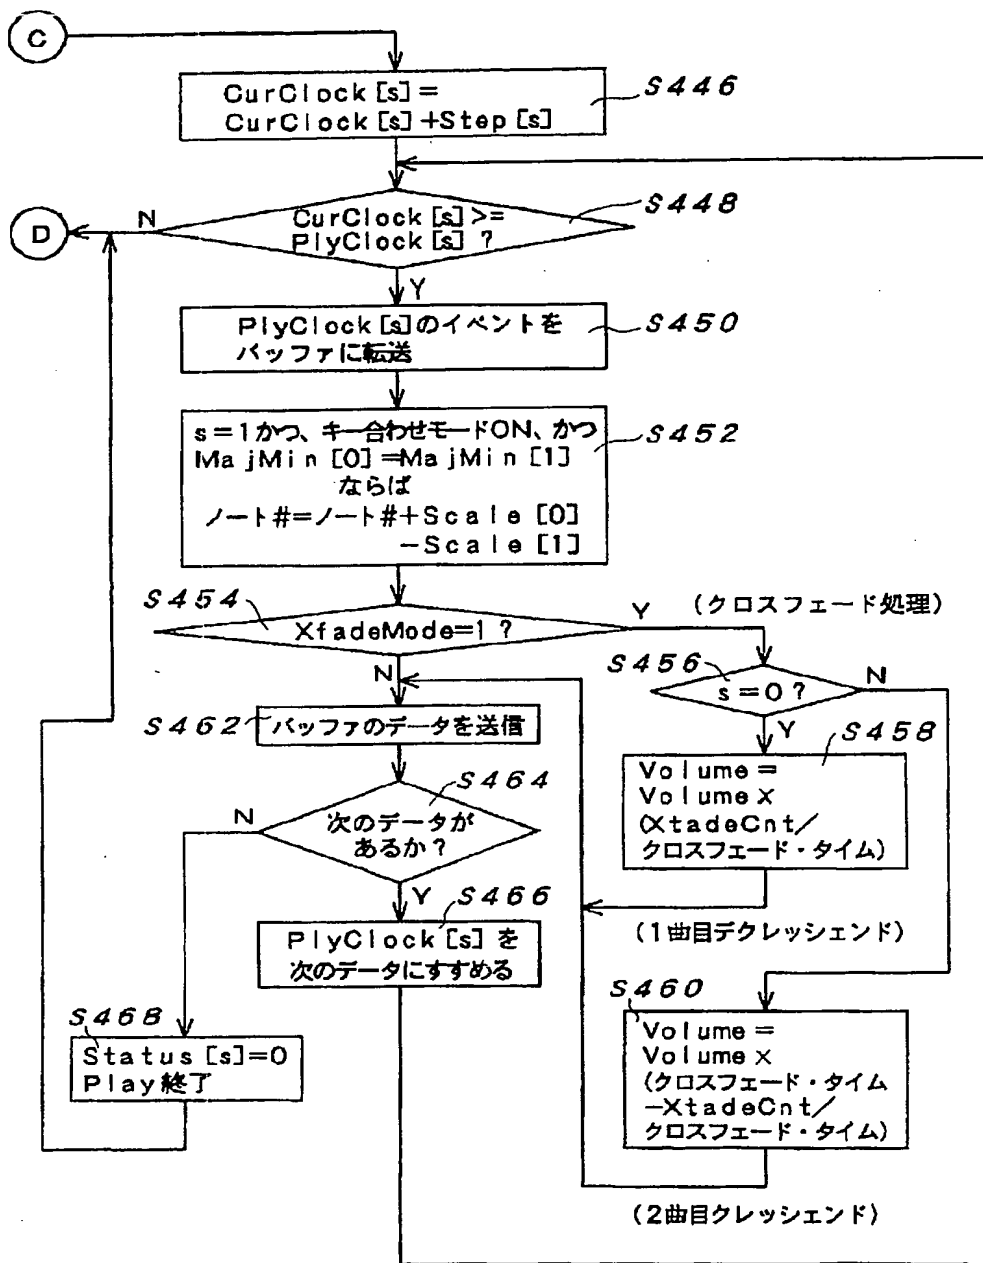 C
CurClock[s]=
CurClock[s]+Step[s]
S446
CurClock[s]>=
PlyClock[s] ?
S448
N
D
Y
PlyClock[s]のイベントを
バッファに転送
S450
s=1かつ、キー合わせモードON、かつ
MajMin[0]=MajMin[1]
ならば
ノート#=ノート#+Scale[0]
-Scale[1]
S452
S454
XfadeMode=1?
Y
(クロスフェード処理)
N
S456
s=0?
N
Y
S458
Volume=
Volume×
(XtadeCnt/
クロスフェード・タイム)
(1曲目デクレッシェンド)
S462
バッファのデータを送信
S464
次のデータが
あるか?
N
Y
S466
PlyClock[s]を
次のデータにすすめる
S468
Status[s]=0
Play終了
S460
Volume=
Volume×
(クロスフェード・タイム
-XtadeCnt/
クロスフェード・タイム)
(2曲目クレッシェンド)